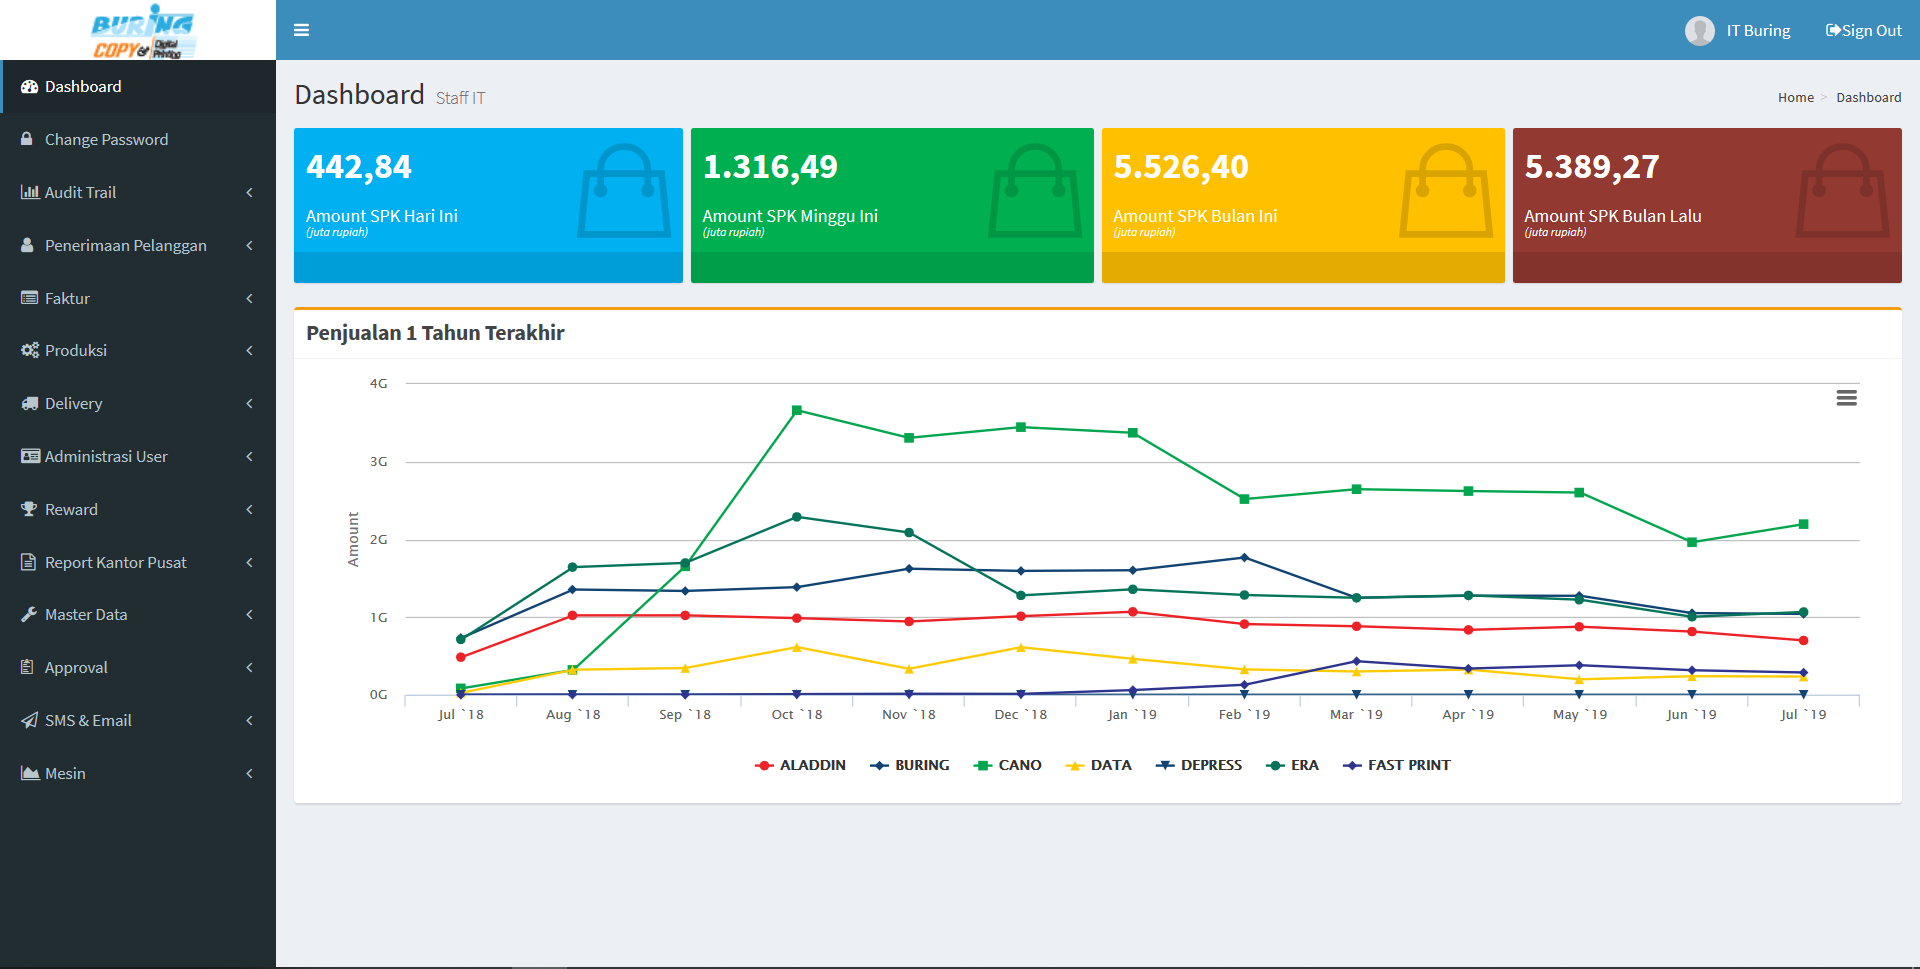 BURING
COPY & Digital Printing
IT Buring
Sign Out
Dashboard
Change Password
Audit Trail
Penerimaan Pelanggan
Faktur
Produksi
Delivery
Administrasi User
Reward
Report Kantor Pusat
Master Data
Approval
SMS & Email
Mesin
Dashboard Staff IT
Home > Dashboard
442,84
Amount SPK Hari Ini
(juta rupiah)
1.316,49
Amount SPK Minggu Ini
(juta rupiah)
5.526,40
Amount SPK Bulan Ini
(juta rupiah)
5.389,27
Amount SPK Bulan Lalu
(juta rupiah)
Penjualan 1 Tahun Terakhir
Amount
4G
3G
2G
1G
0G
Jul `18 Aug `18 Sep `18 Oct `18 Nov `18 Dec `18 Jan `19 Feb `19 Mar `19 Apr `19 May `19 Jun `19 Jul `19
ALADDIN BURING CANO DATA DEPRESS ERA FAST PRINT